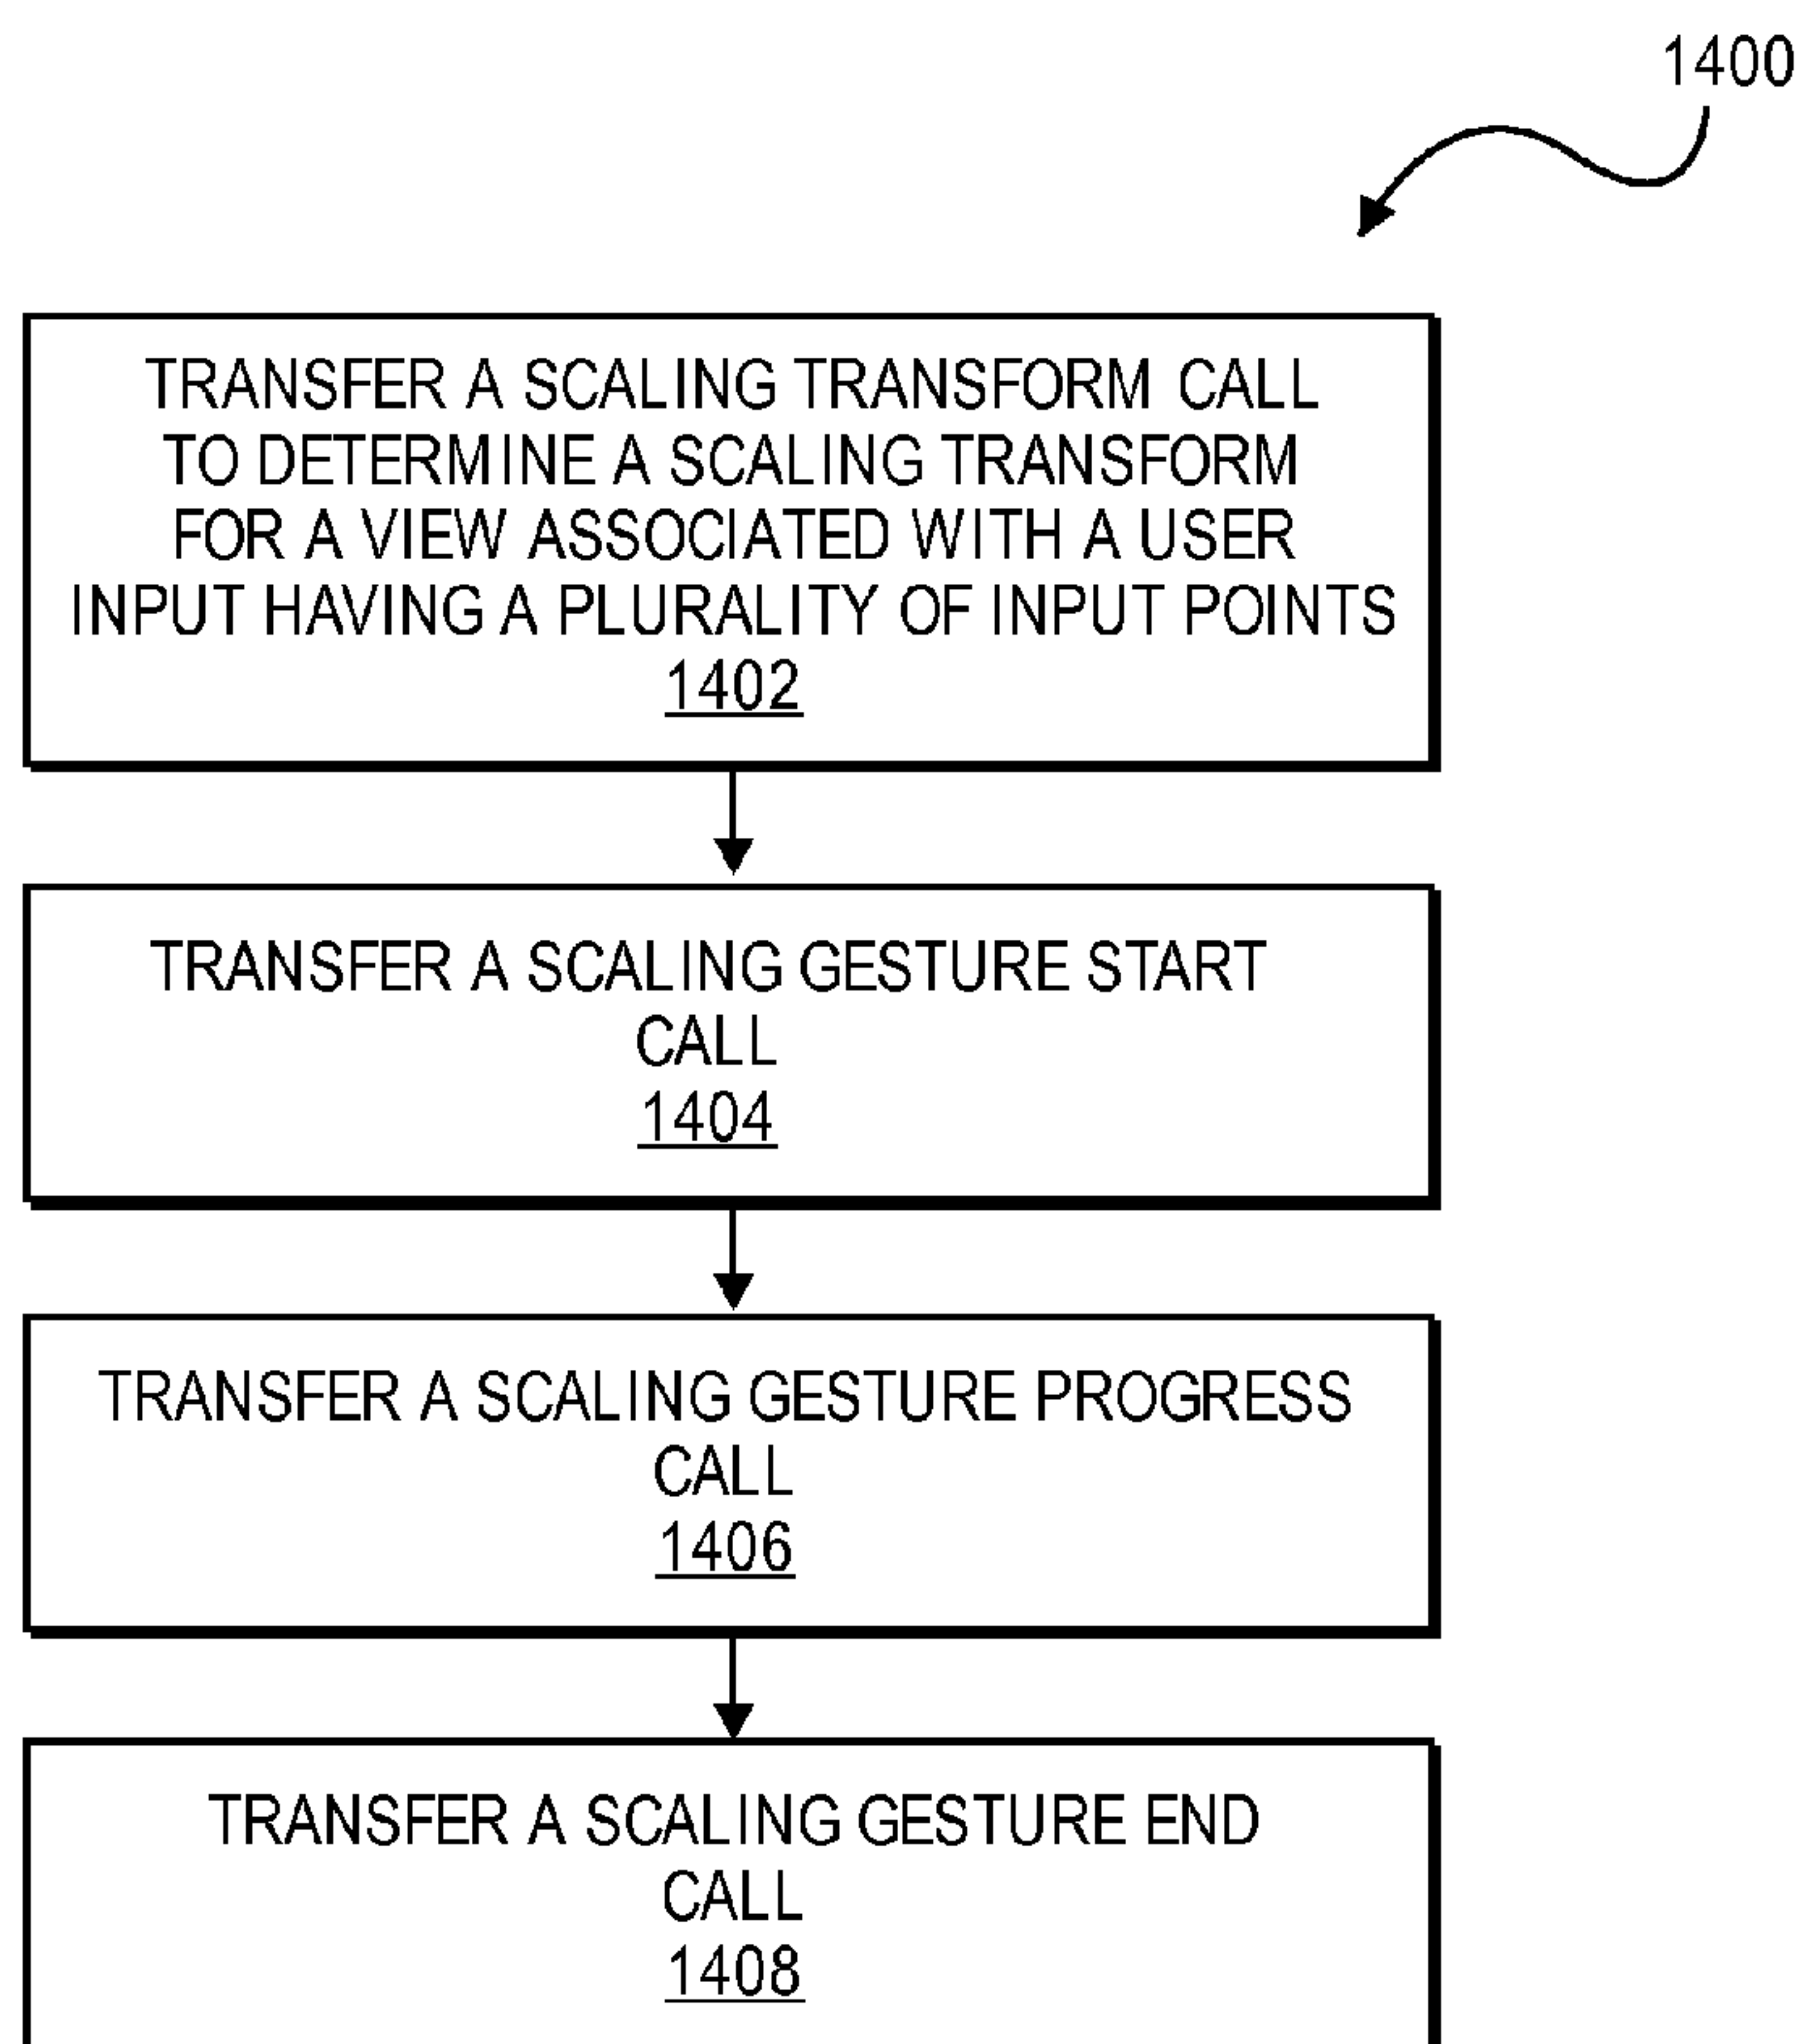 1400
TRANSFER A SCALING TRANSFORM CALL
TO DETERMINE A SCALING TRANSFORM
FOR A VIEW ASSOCIATED WITH A USER
INPUT HAVING A PLURALITY OF INPUT POINTS
1402
TRANSFER A SCALING GESTURE START
CALL
1404
TRANSFER A SCALING GESTURE PROGRESS
CALL
1406
TRANSFER A SCALING GESTURE END
CALL
1408